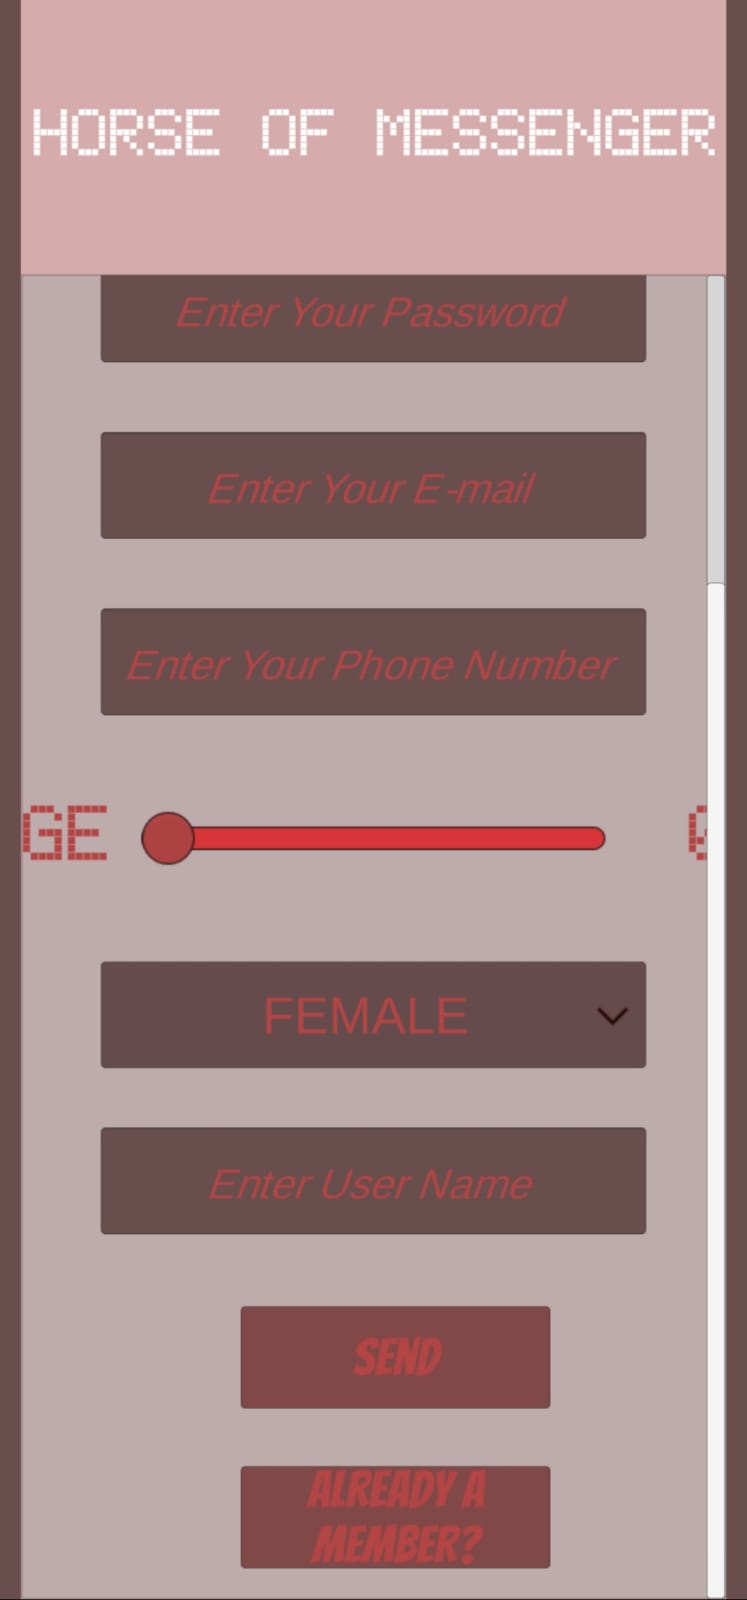 HORSE OF MESSENGER
Enter Your Password
Enter Your E-mail
Enter Your Phone Number
GE
FEMALE
Enter User Name
SEND
ALREADY A
MEMBER?